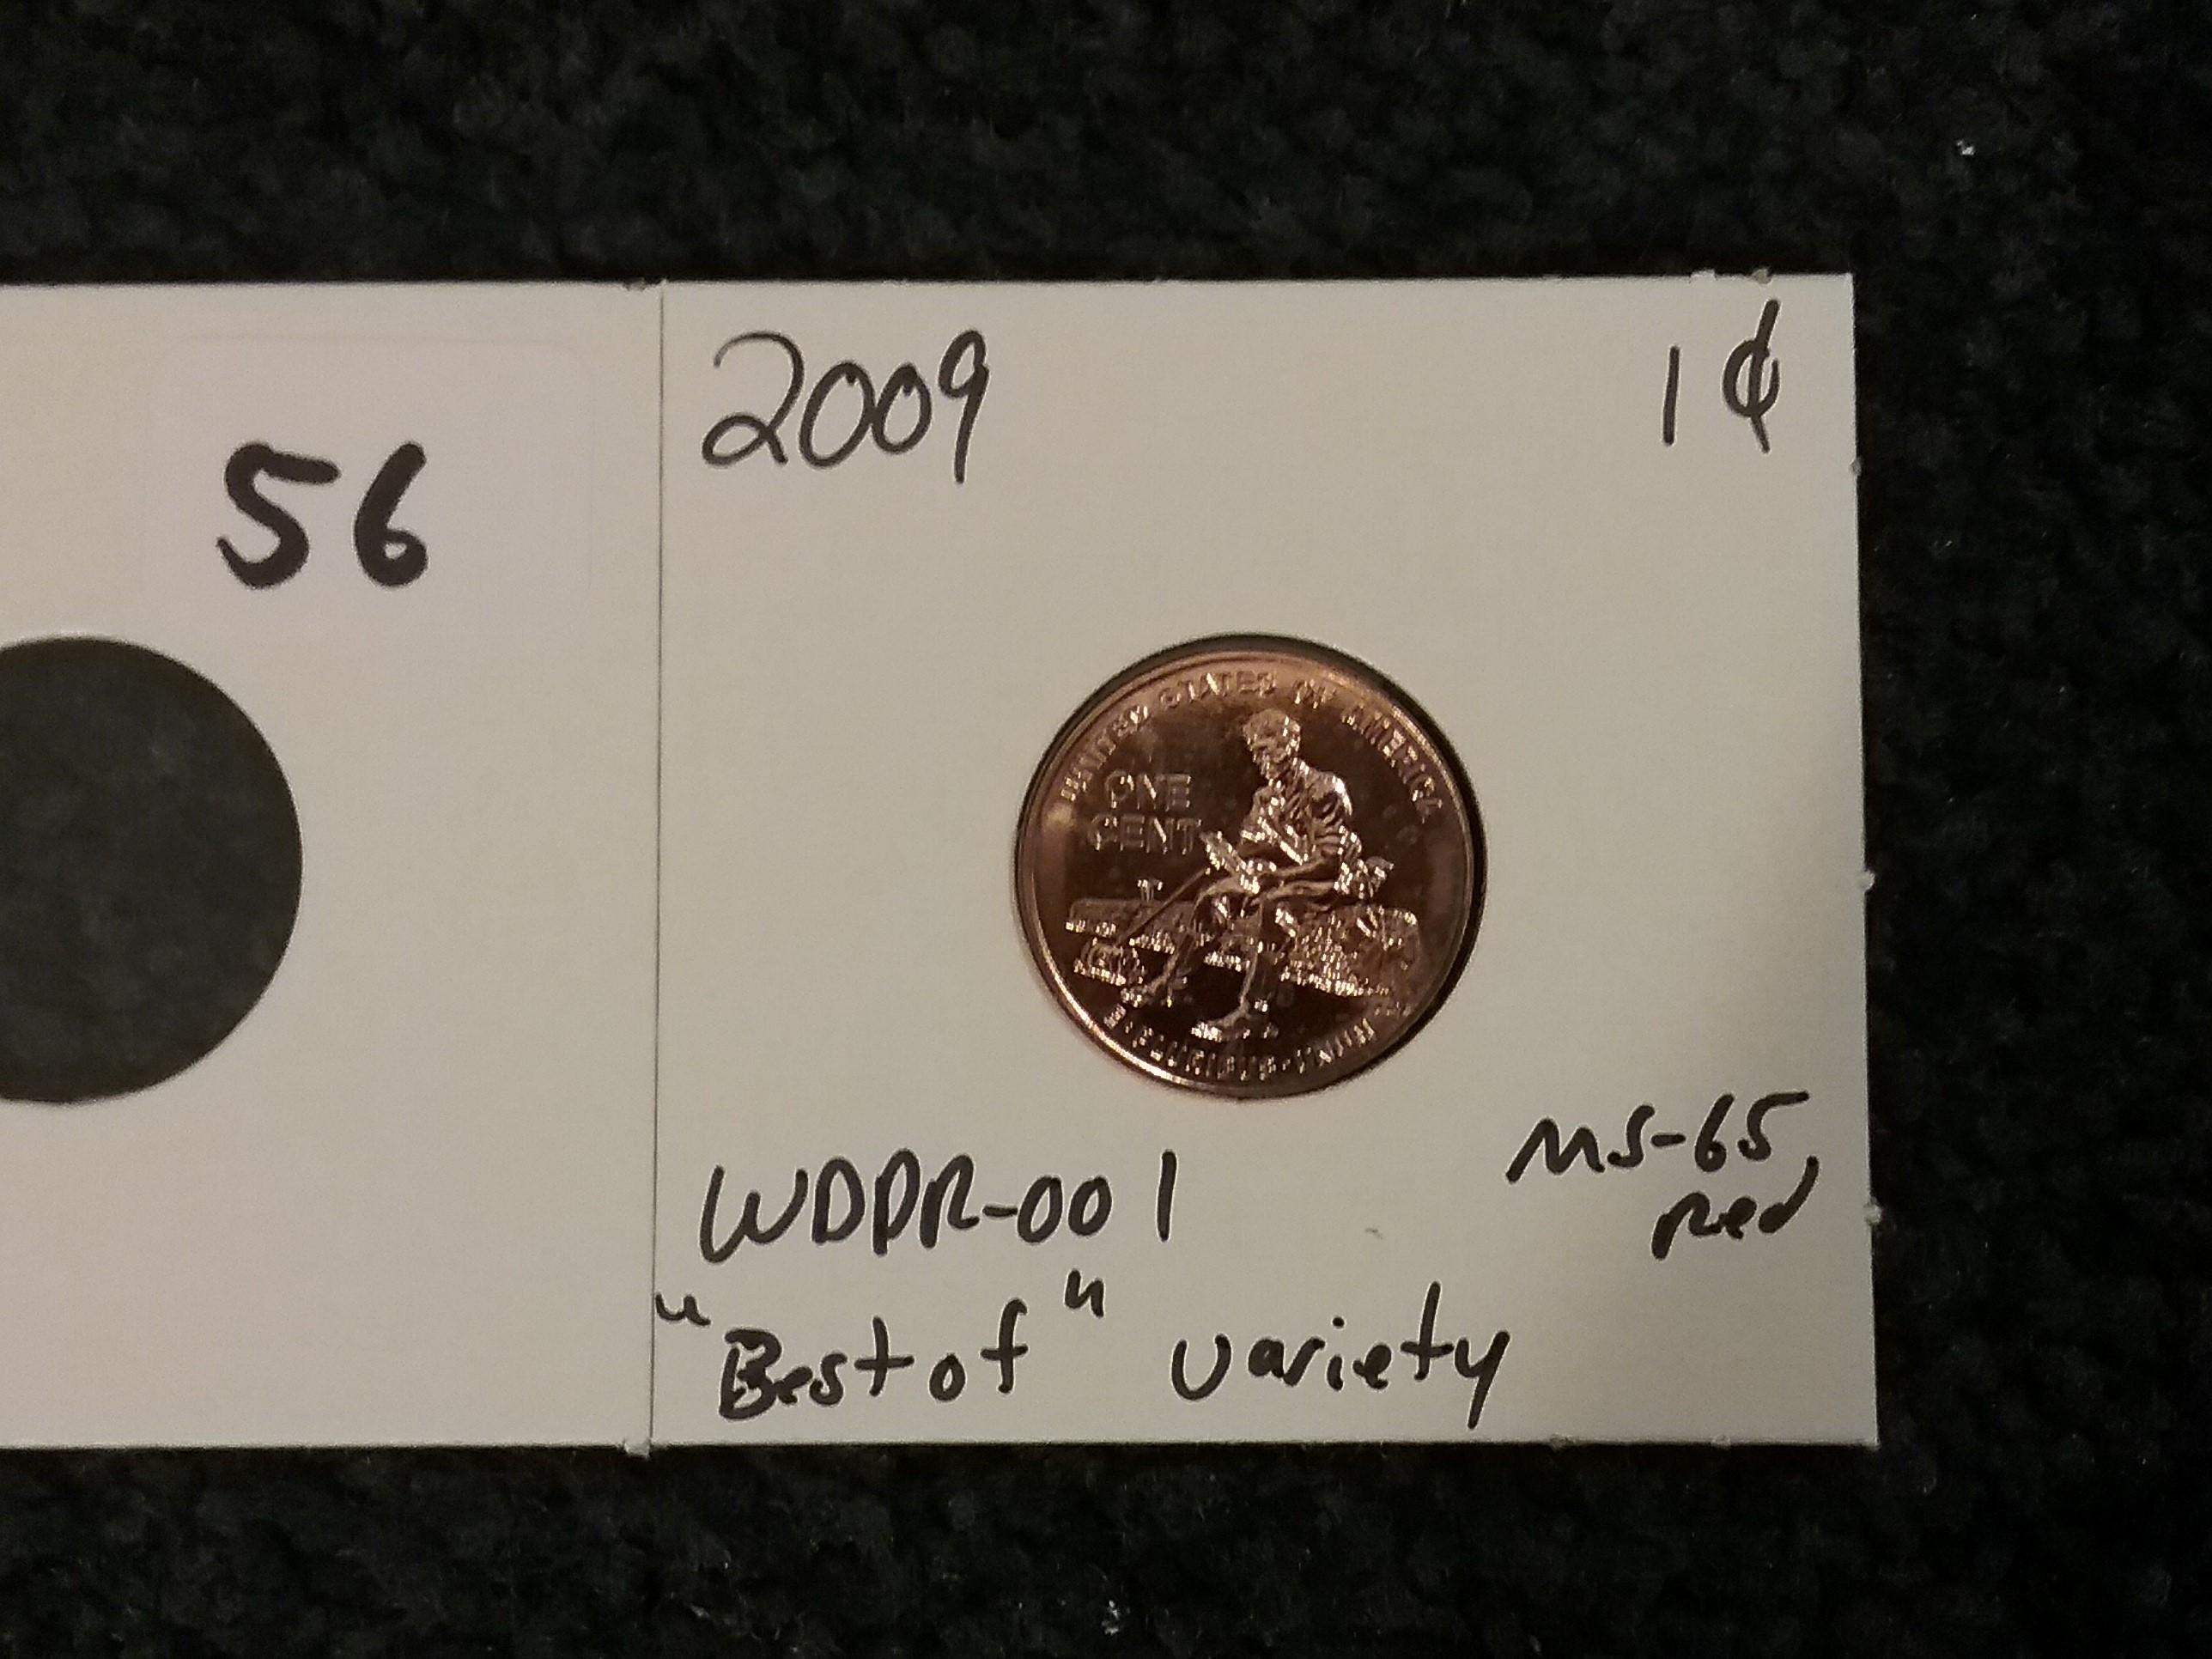 56
2009
1¢
UNITED STATES OF AMERICA
ONE
CENT
E·PLURIBUS·UNUM
MS-65,
Red
WDDR-001
"Best of" variety